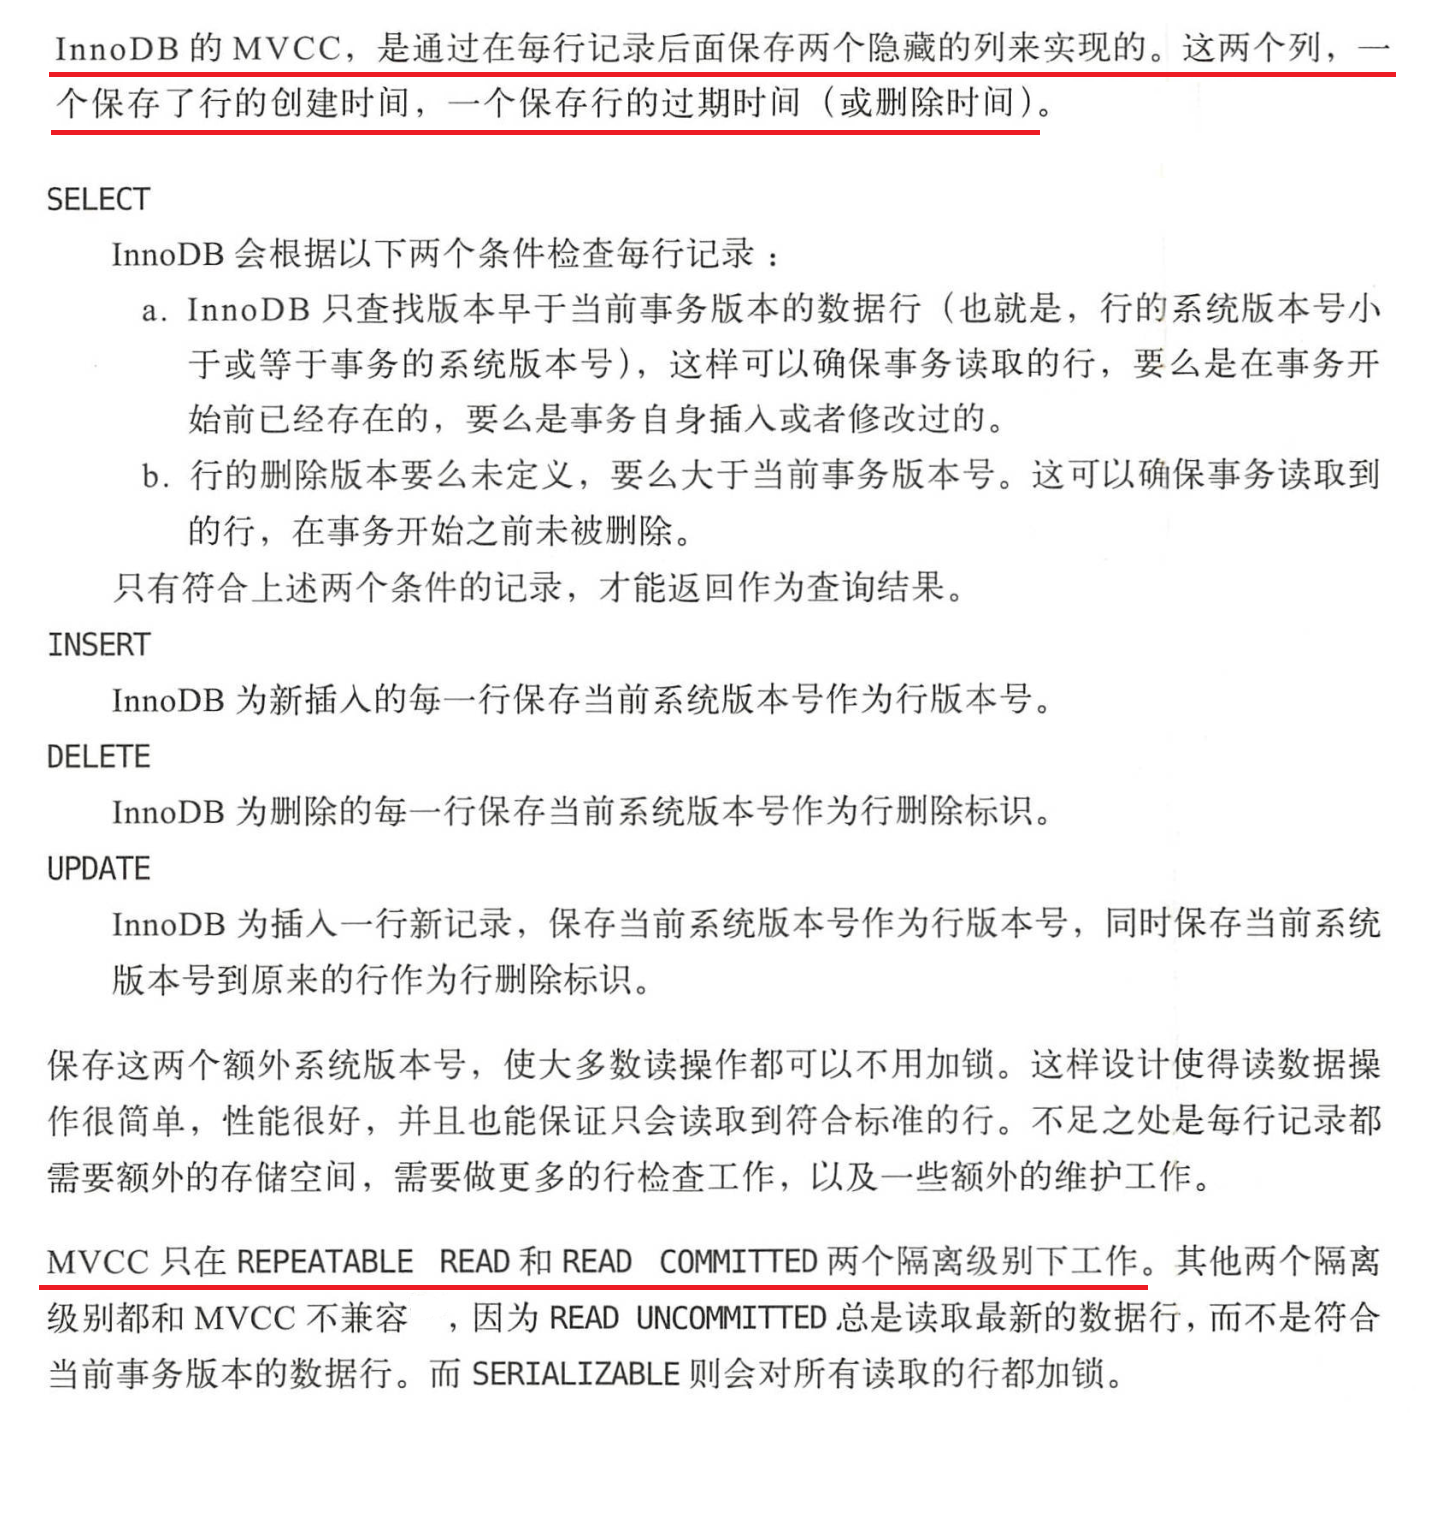 InnoDB 的 MVCC，是通过在每行记录后面保存两个隐藏的列来实现的。这两个列，一
个保存了行的创建时间，一个保存行的过期时间（或删除时间）。
SELECT
InnoDB 会根据以下两个条件检查每行记录：
a. InnoDB 只查找版本早于当前事务版本的数据行（也就是，行的系统版本号小
于或等于事务的系统版本号），这样可以确保事务读取的行，要么是在事务开
始前已经存在的，要么是事务自身插入或者修改过的。
b. 行的删除版本要么未定义，要么大于当前事务版本号。这可以确保事务读取到
的行，在事务开始之前未被删除。
只有符合上述两个条件的记录，才能返回作为查询结果。
INSERT
InnoDB 为新插入的每一行保存当前系统版本号作为行版本号。
DELETE
InnoDB 为删除的每一行保存当前系统版本号作为行删除标识。
UPDATE
InnoDB 为插入一行新记录，保存当前系统版本号作为行版本号，同时保存当前系统
版本号到原来的行作为行删除标识。
保存这两个额外系统版本号，使大多数读操作都可以不用加锁。这样设计使得读数据操
作很简单，性能很好，并且也能保证只会读取到符合标准的行。不足之处是每行记录都
需要额外的存储空间，需要做更多的行检查工作，以及一些额外的维护工作。
MVCC 只在 REPEATABLE READ 和 READ COMMITTED 两个隔离级别下工作。其他两个隔离
级别都和 MVCC 不兼容 ，因为 READ UNCOMMITTED 总是读取最新的数据行，而不是符合
当前事务版本的数据行。而 SERIALIZABLE 则会对所有读取的行都加锁。